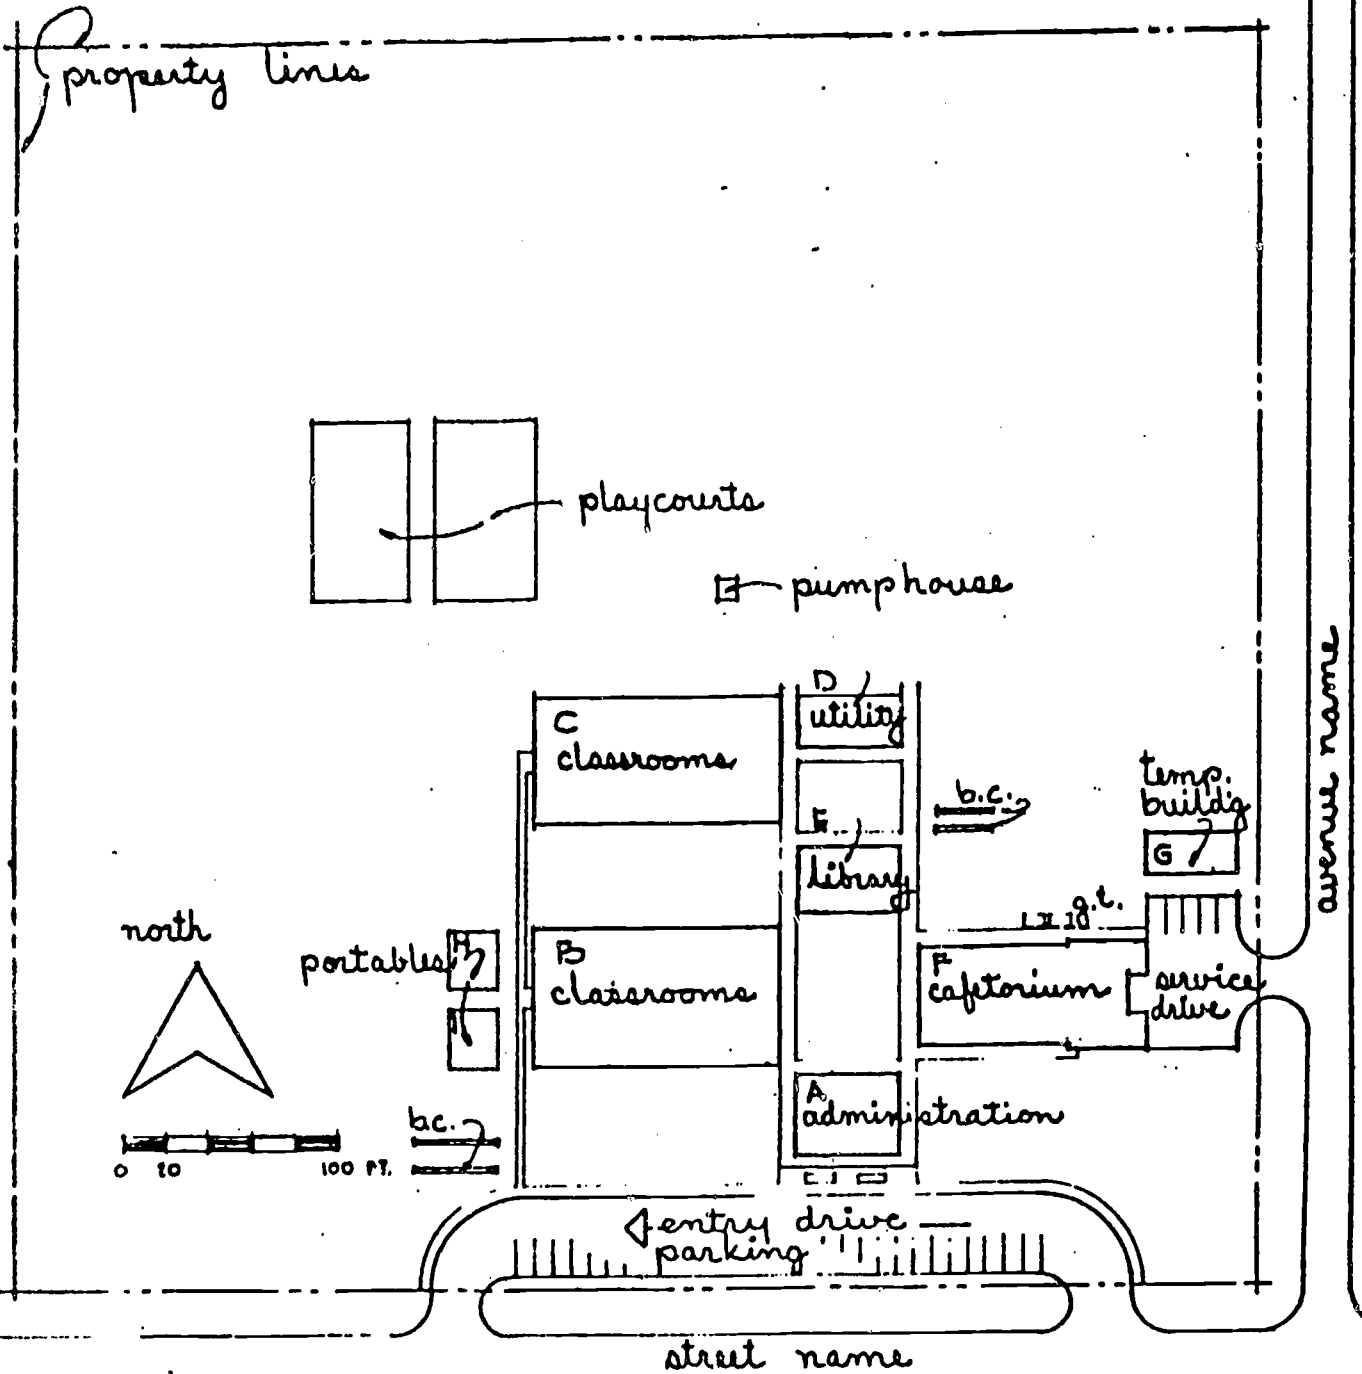 property lines
playcourts
pumphouse
D
utility
C
classrooms
E
library
b.c.
temp.
buildg
G
avenue name
north
portables
H
I
B
classrooms
g.t.
F
cafetorium
service
drive
A
administration
b.c.
0 20 100 FT.
entry drive
parking
street name